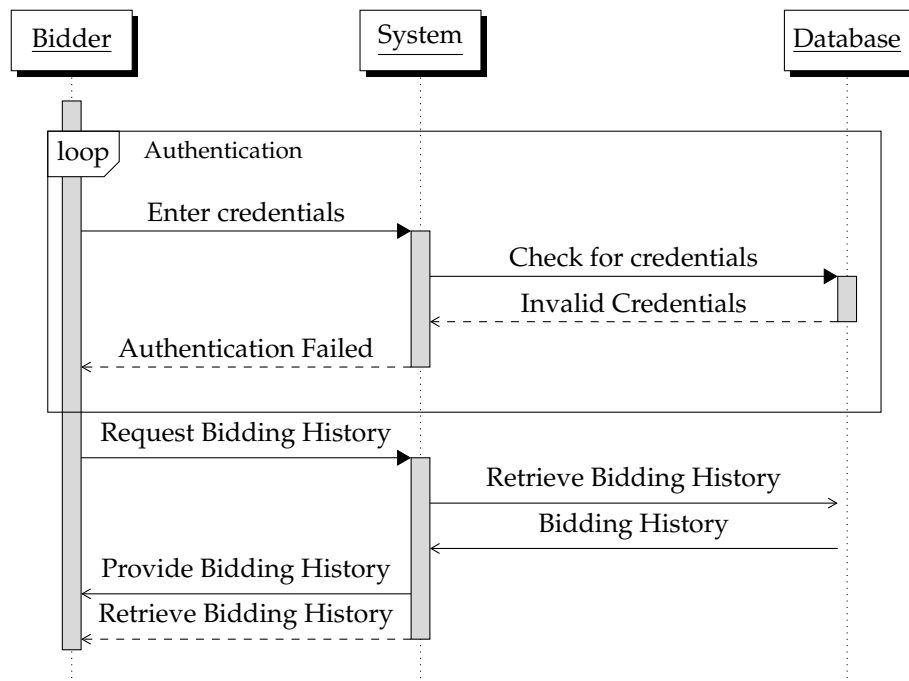 Bidder
System
Database
loop
Authentication
Enter credentials
Check for credentials
Invalid Credentials
Authentication Failed
Request Bidding History
Retrieve Bidding History
Bidding History
Provide Bidding History
Retrieve Bidding History